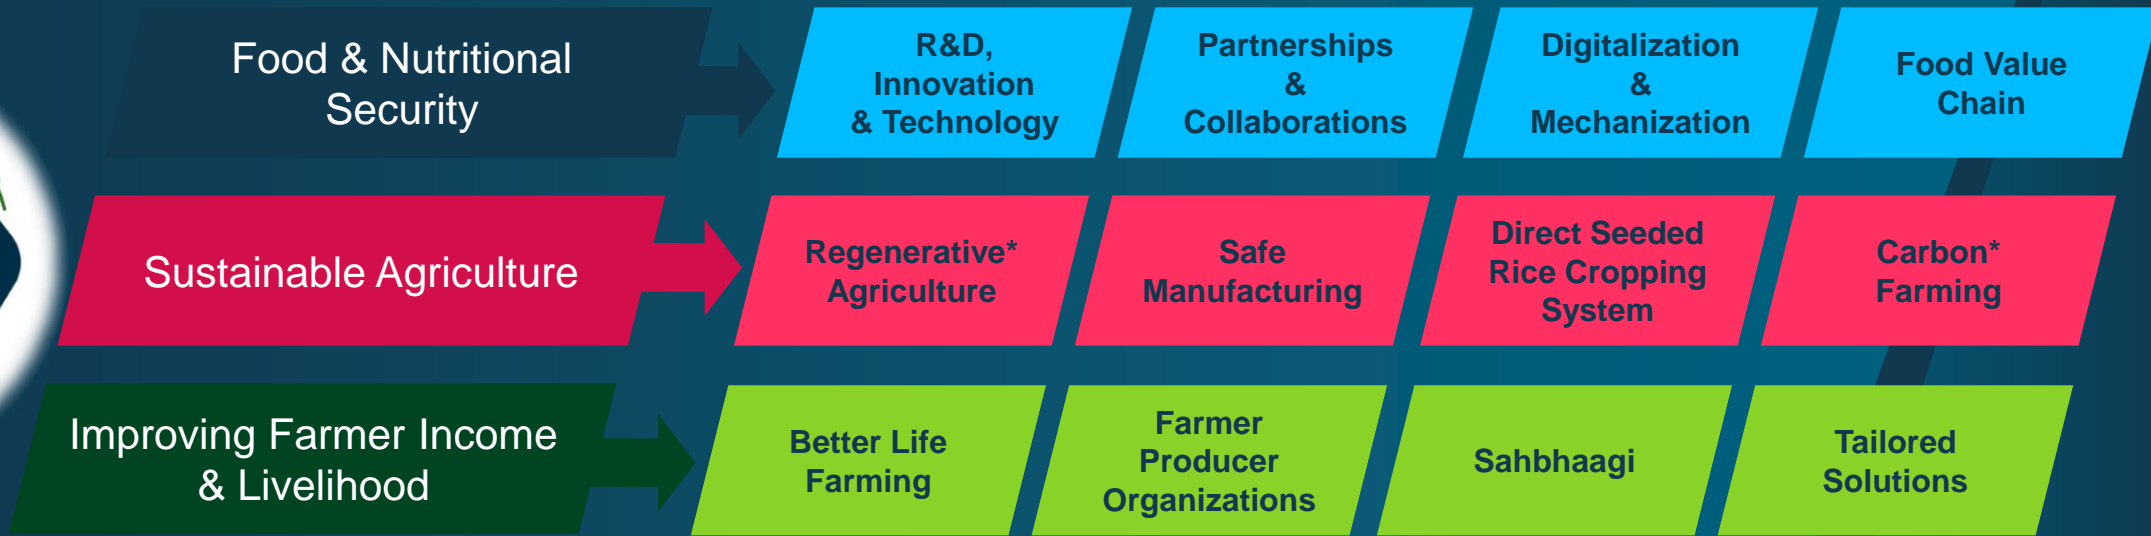 Food & Nutritional
Security
R&D,
Innovation
& Technology
Partnerships
&
Collaborations
Digitalization
&
Mechanization
Food Value
Chain
Sustainable Agriculture
Regenerative*
Agriculture
Safe
Manufacturing
Direct Seeded
Rice Cropping
System
Carbon*
Farming
Improving Farmer Income
& Livelihood
Better Life
Farming
Farmer
Producer
Organizations
Sahbhaagi
Tailored
Solutions